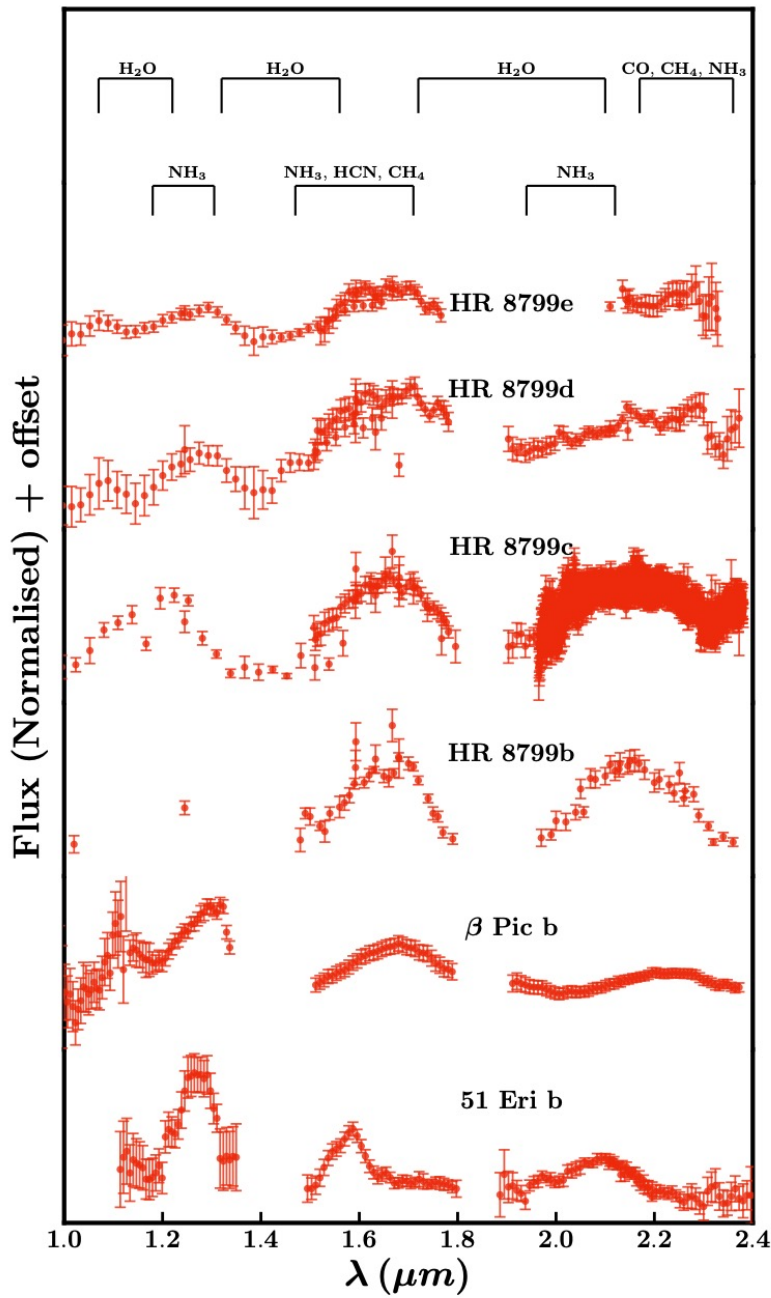 H₂O H₂O H₂O CO, CH₄, NH₃
NH₃ NH₃, HCN, CH₄ NH₃
HR 8799e
HR 8799d
HR 8799c
HR 8799b
β Pic b
51 Eri b
Flux (Normalised) + offset
1.0 1.2 1.4 1.6 1.8 2.0 2.2 2.4
λ (μm)